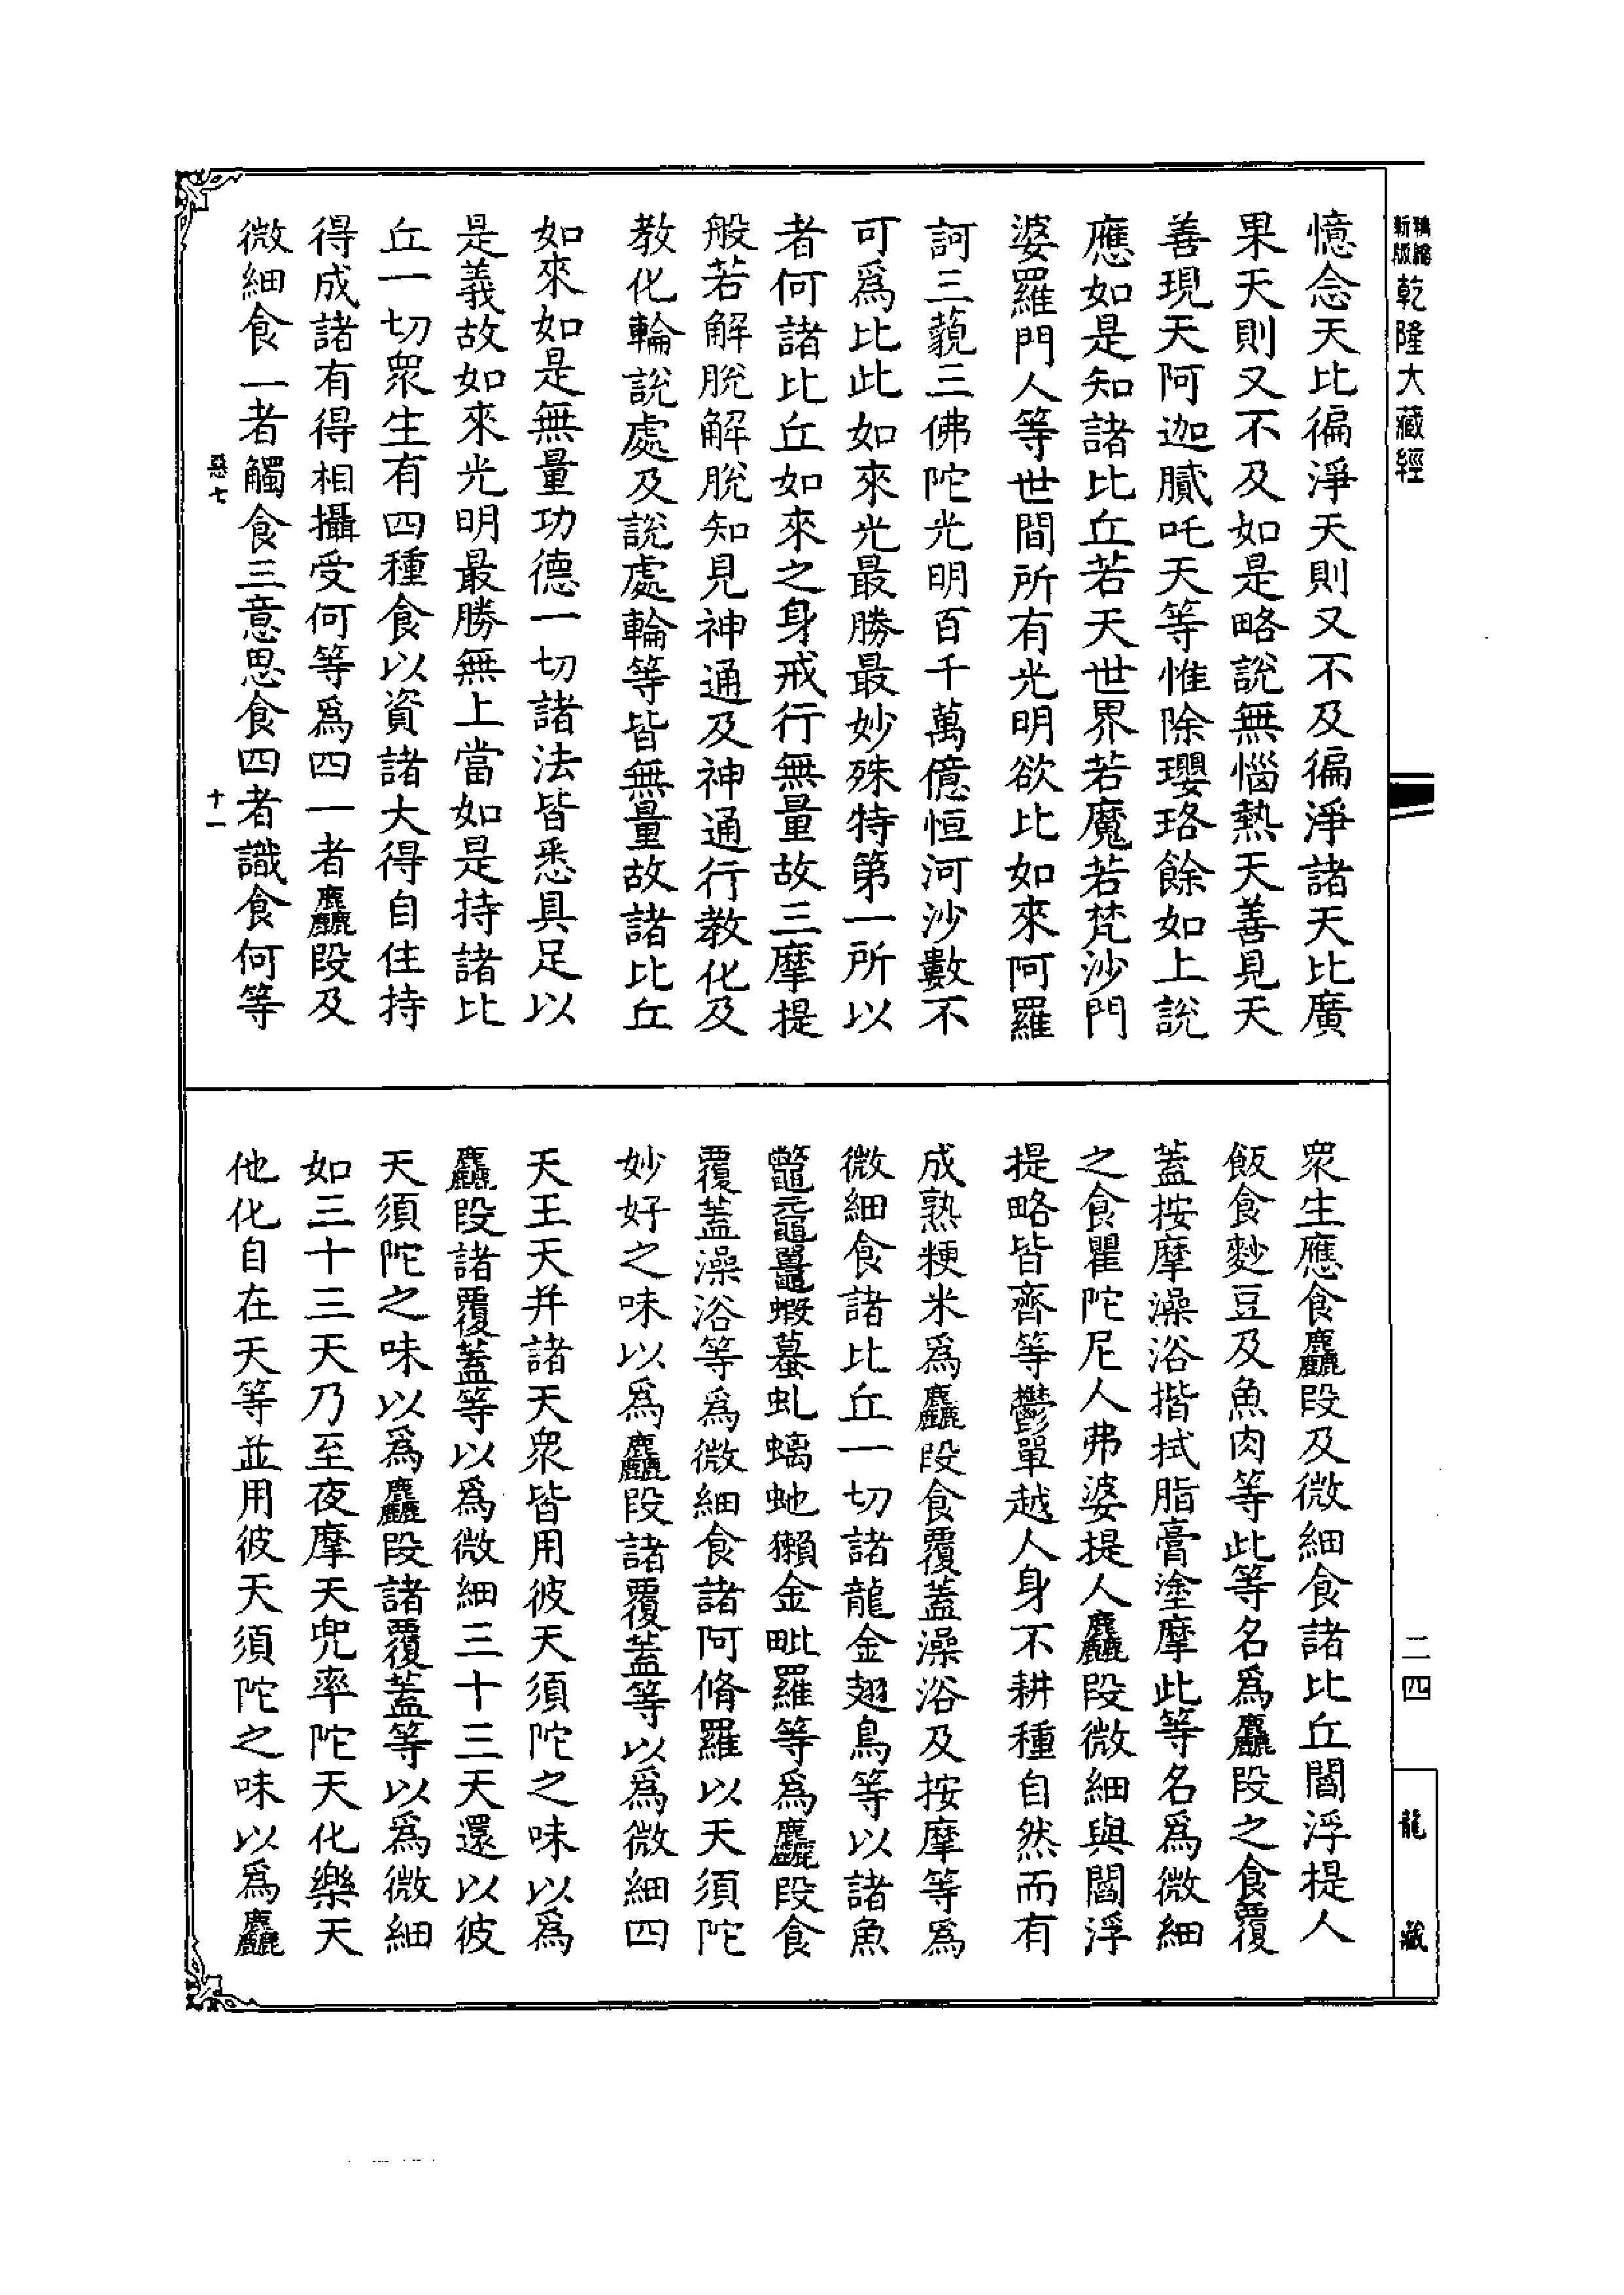 新編縮版 乾隆大藏經
憶念天比徧淨天則又不及徧淨諸天比廣
果天則又不及如是略說無惱熱天善見天
善現天阿迦膩吒天等惟除瓔珞餘如上說
應如是知諸比丘若天世界若魔若梵沙門
婆羅門人等世間所有光明欲比如來阿羅
訶三藐三佛陀光明百千萬億恒河沙數不
可爲比此如來光最勝最妙殊特第一所以
者何諸比丘如來之身戒行無量故三摩提
般若解脫解脫知見神通及神通行教化及
教化輪說處及說處輪等皆無量故諸比丘
如來如是無量功德一切諸法皆悉具足以
是義故如來光明最勝無上當如是持諸比
丘一切眾生有四種食以資諸大得自住持
得成諸有得相攝受何等爲四一者麤段及
微細食一者觸食三意思食四者識食何等
惡七
十一
眾生應食麤段及微細食諸比丘閻浮提人
飯食麨豆及魚肉等此等名爲麤段之食覆
蓋按摩澡浴揩拭脂膏塗摩此等名爲微細
之食瞿陀尼人弗婆提人麤段微細與閻浮
提略皆齊等鬱單越人身不耕種自然而有
成熟粳米爲麤段食覆蓋澡浴及按摩等爲
微細食諸比丘一切諸龍金翅鳥等以諸魚
鼈黿鼉蝦蟇虬螭虵獺金毗羅等爲麤段食
覆蓋澡浴等爲微細食諸阿脩羅以天須陀
妙好之味以爲麤段諸覆蓋等以爲微細四
天王天并諸天眾皆用彼天須陀之味以爲
麤段諸覆蓋等以爲微細三十三天還以彼
天須陀之味以爲麤段諸覆蓋等以爲微細
如三十三天乃至夜摩天兜率陀天化樂天
他化自在天等並用彼天須陀之味以爲麤
二四
龍藏